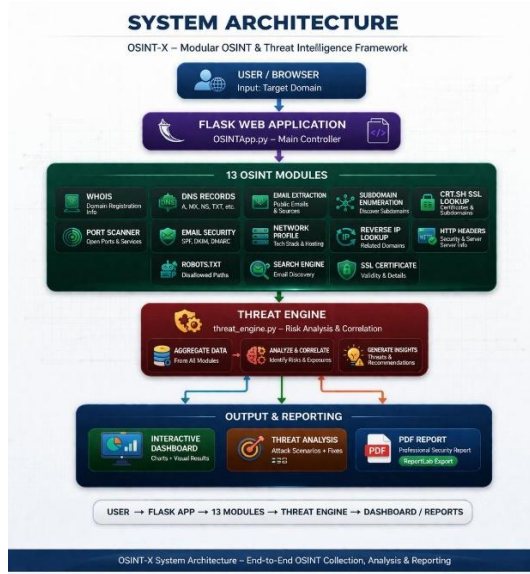 SYSTEM ARCHITECTURE
OSINT-X – Modular OSINT & Threat Intelligence Framework
USER / BROWSER
Input: Target Domain
FLASK WEB APPLICATION
OSINTApp.py – Main Controller
13 OSINT MODULES
WHOIS
Domain Registration
Info
DNS
DNS RECORDS
A, MX, NS, TXT, etc.
EMAIL EXTRACTION
Public Emails
& Sources
SUBDOMAIN
ENUMERATION
Discover Subdomains
CRT.SH SSL
LOOKUP
Certificates &
Subdomains
PORT SCANNER
Open Ports & Services
EMAIL SECURITY
SPF, DKIM, DMARC
NETWORK
PROFILE
Tech Stack & Hosting
IP
REVERSE IP
LOOKUP
Related Domains
HTTP HEADERS
Security & Server
Server Info
ROBOTS.TXT
Disallowed Paths
SEARCH ENGINE
Email Discovery
SSL CERTIFICATE
Validity & Details
THREAT ENGINE
threat_engine.py – Risk Analysis & Correlation
AGGREGATE DATA
From All Modules
ANALYZE & CORRELATE
Identify Risks & Exposures
GENERATE INSIGHTS
Threats &
Recommendations
OUTPUT & REPORTING
INTERACTIVE
DASHBOARD
Charts + Visual Results
THREAT ANALYSIS
Attack Scenarios + Fixes
PDF
PDF REPORT
Professional Security Report
ReportLab Export
USER → FLASK APP → 13 MODULES → THREAT ENGINE → DASHBOARD / REPORTS
OSINT-X System Architecture – End-to-End OSINT Collection, Analysis & Reporting